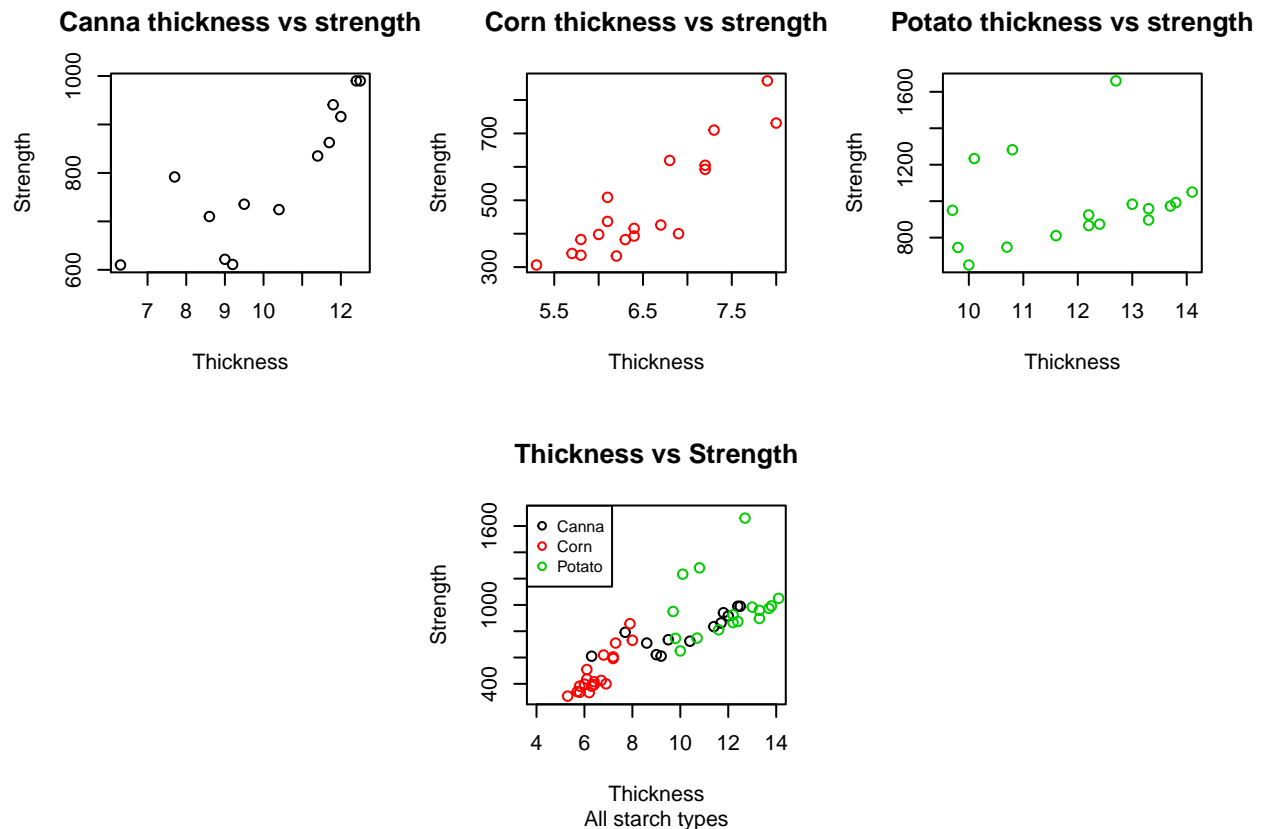 Canna thickness vs strength
Strength
600
800
1000
7
8
9
10
12
Thickness
Corn thickness vs strength
Strength
300
500
700
5.5
6.5
7.5
Thickness
Potato thickness vs strength
Strength
800
1200
1600
10
11
12
13
14
Thickness
Thickness vs Strength
Strength
400
1000
1600
Canna
Corn
Potato
4
6
8
10
12
14
Thickness
All starch types